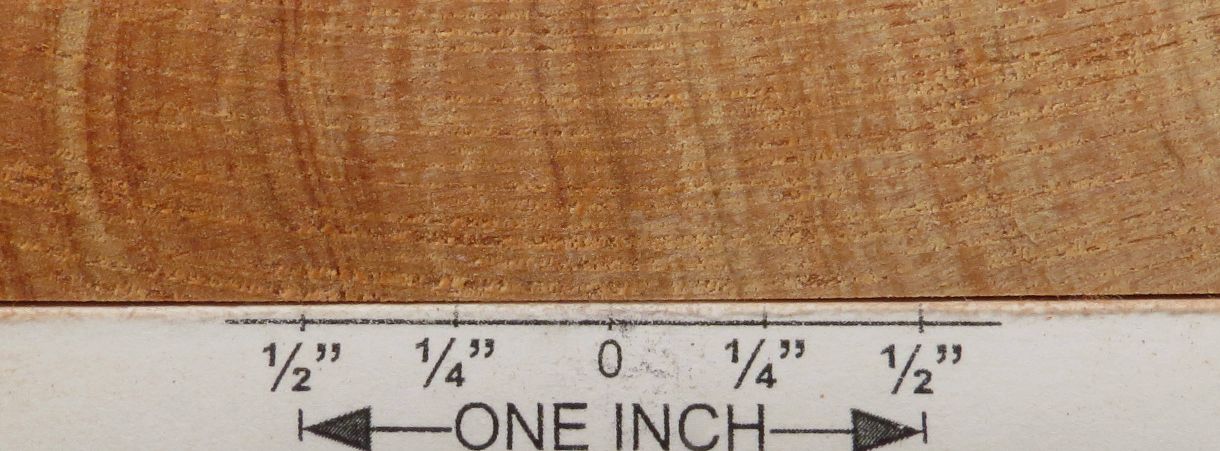 ½” ¼” 0 ¼” ½”
ONE INCH